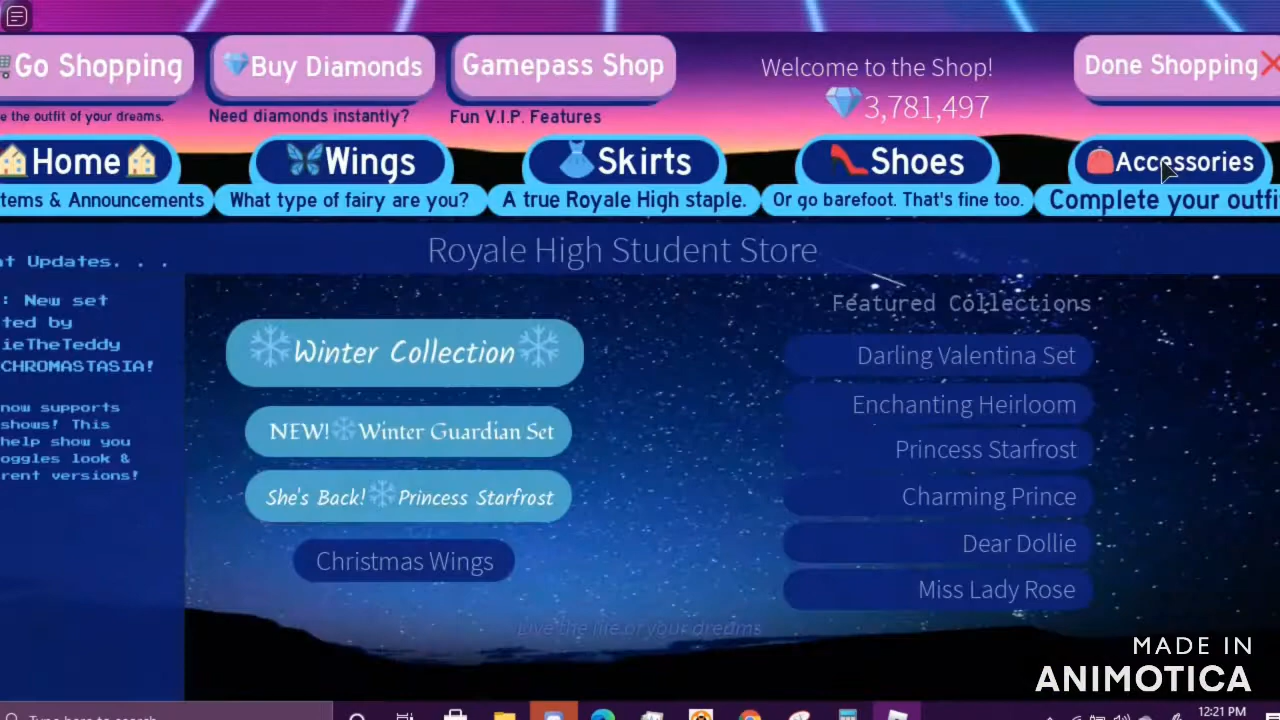 Go Shopping
Buy Diamonds
Gamepass Shop
Welcome to the Shop!
Done Shopping
3,781,497
e the outfit of your dreams.
Need diamonds instantly?
Fun V.I.P. Features
Home
Wings
Skirts
Shoes
Accessories
tems & Announcements
What type of fairy are you?
A true Royale High staple.
Or go barefoot. That's fine too.
Complete your outfi
Royale High Student Store
nt Updates. . .
: New set
ted by
ieTheTeddy
CHROMASTASIA!
now supports
shows! This
help show you
oggles look &
rent versions!
Winter Collection
NEW! Winter Guardian Set
She's Back! Princess Starfrost
Christmas Wings
Featured Collections
Darling Valentina Set
Enchanting Heirloom
Princess Starfrost
Charming Prince
Dear Dollie
Miss Lady Rose
Live the life of your dreams
MADE IN
ANIMOTICA
Type here to search
12:21 PM